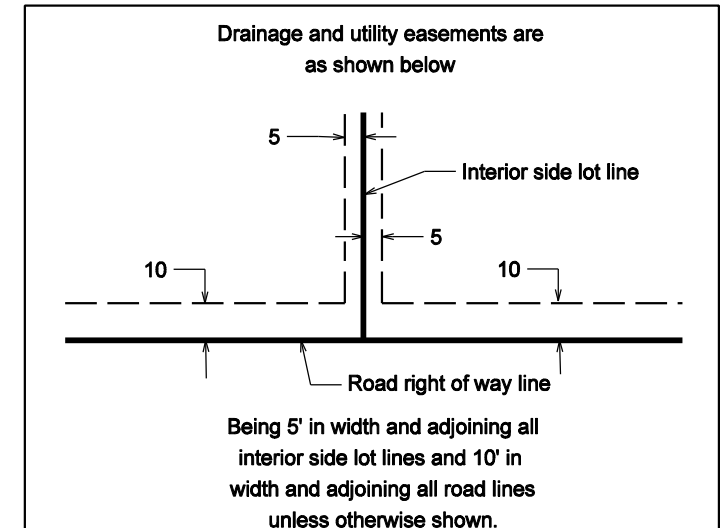 Drainage and utility easements are
as shown below
5
Interior side lot line
5
10
10
Road right of way line
Being 5' in width and adjoining all
interior side lot lines and 10' in
width and adjoining all road lines
unless otherwise shown.